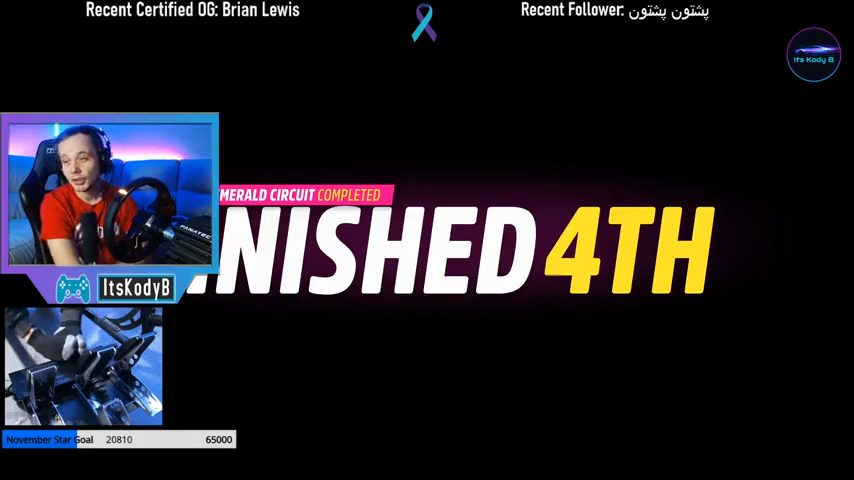 Recent Certified OG: Brian Lewis
Recent Follower: پشتون پشتون
Its Kody B
MERALD CIRCUIT COMPLETED
NISHED 4TH
FANATEC
ItsKodyB
November Star Goal 20810 65000